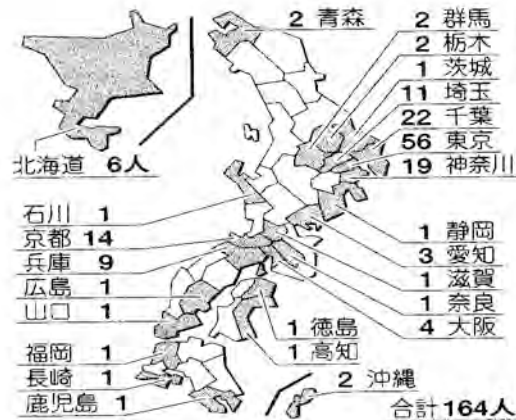 2 青森
2 群馬
2 栃木
1 茨城
11 埼玉
22 千葉
56 東京
19 神奈川
北海道 6人
石川 1
京都 14
兵庫 9
広島 1
山口 1
福岡 1
長崎 1
鹿児島 1
1 静岡
3 愛知
1 滋賀
1 奈良
4 大阪
1 徳島
1 高知
2 沖縄
合計164人